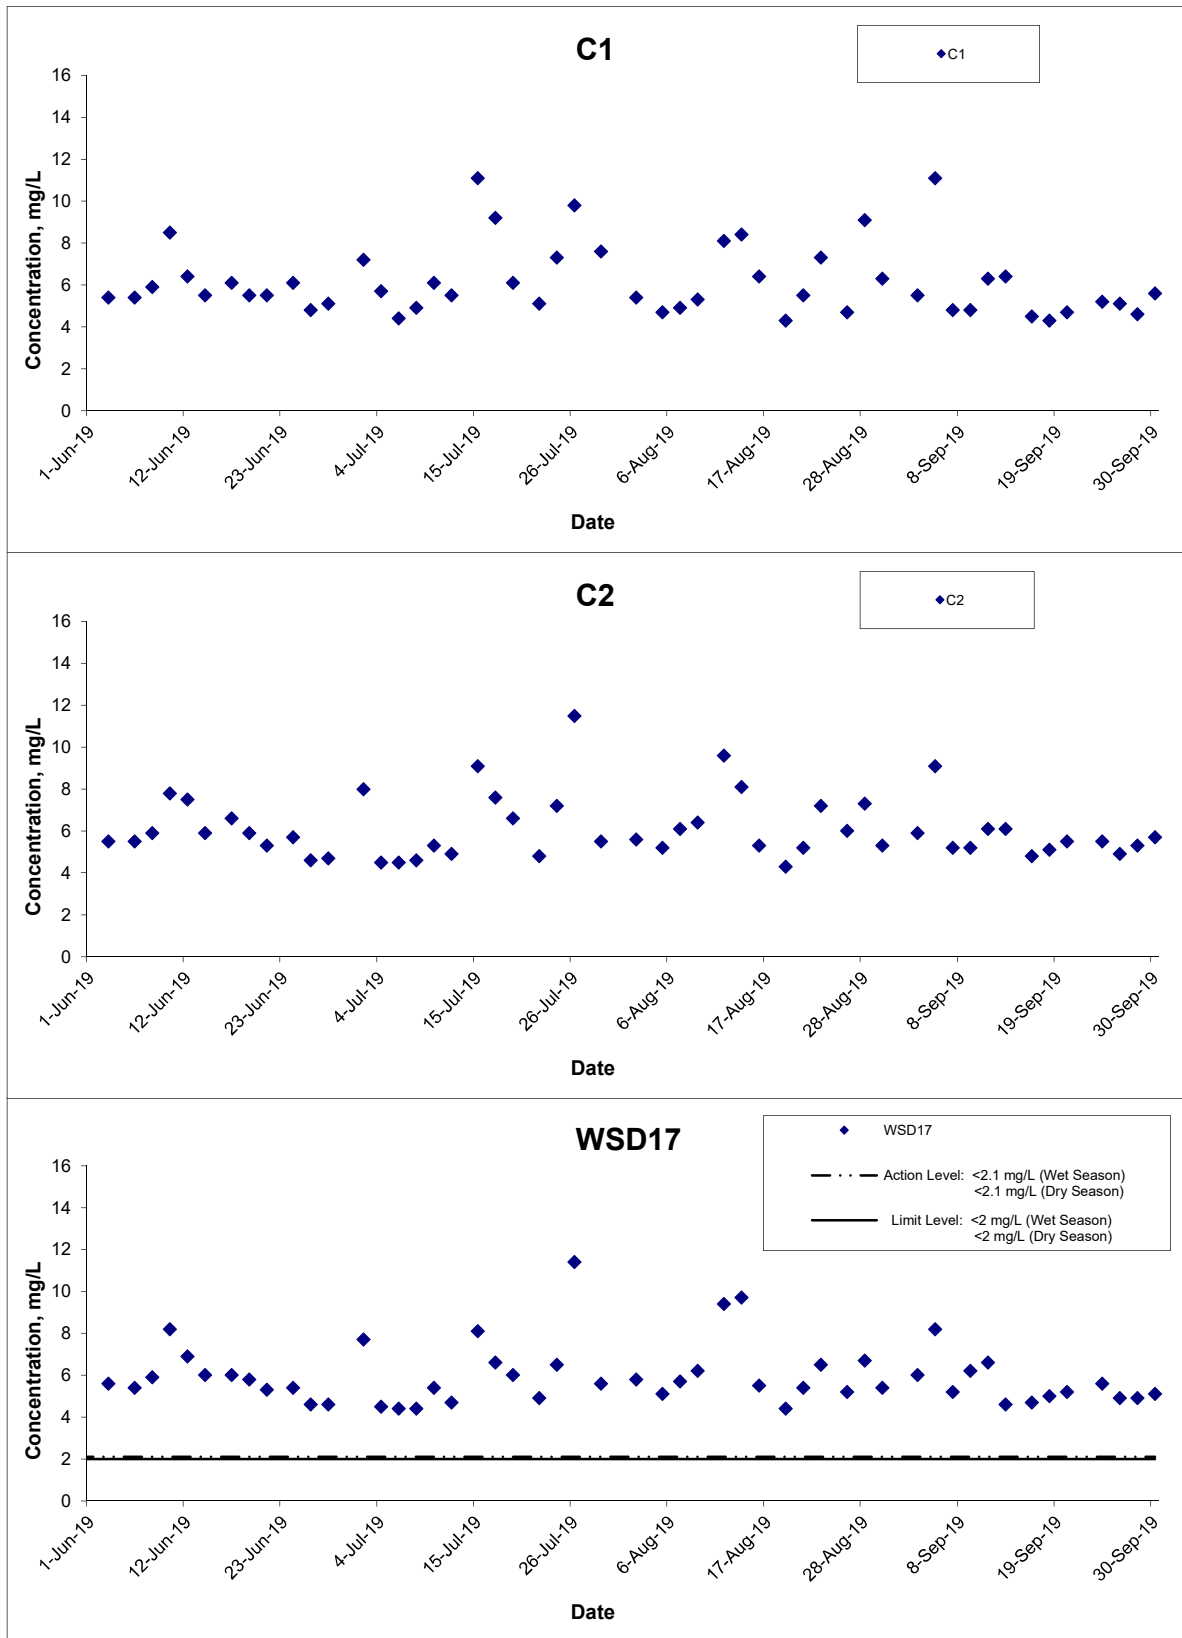 C1
C1
16
14
12
10
8
6
4
2
0
Concentration, mg/L
1-Jun-19
12-Jun-19
23-Jun-19
4-Jul-19
15-Jul-19
26-Jul-19
6-Aug-19
17-Aug-19
28-Aug-19
8-Sep-19
19-Sep-19
30-Sep-19
Date
C2
C2
16
14
12
10
8
6
4
2
0
Concentration, mg/L
1-Jun-19
12-Jun-19
23-Jun-19
4-Jul-19
15-Jul-19
26-Jul-19
6-Aug-19
17-Aug-19
28-Aug-19
8-Sep-19
19-Sep-19
30-Sep-19
Date
WSD17
WSD17
Action Level: <2.1 mg/L (Wet Season)
<2.1 mg/L (Dry Season)
Limit Level: <2 mg/L (Wet Season)
<2 mg/L (Dry Season)
16
14
12
10
8
6
4
2
0
Concentration, mg/L
1-Jun-19
12-Jun-19
23-Jun-19
4-Jul-19
15-Jul-19
26-Jul-19
6-Aug-19
17-Aug-19
28-Aug-19
8-Sep-19
19-Sep-19
30-Sep-19
Date